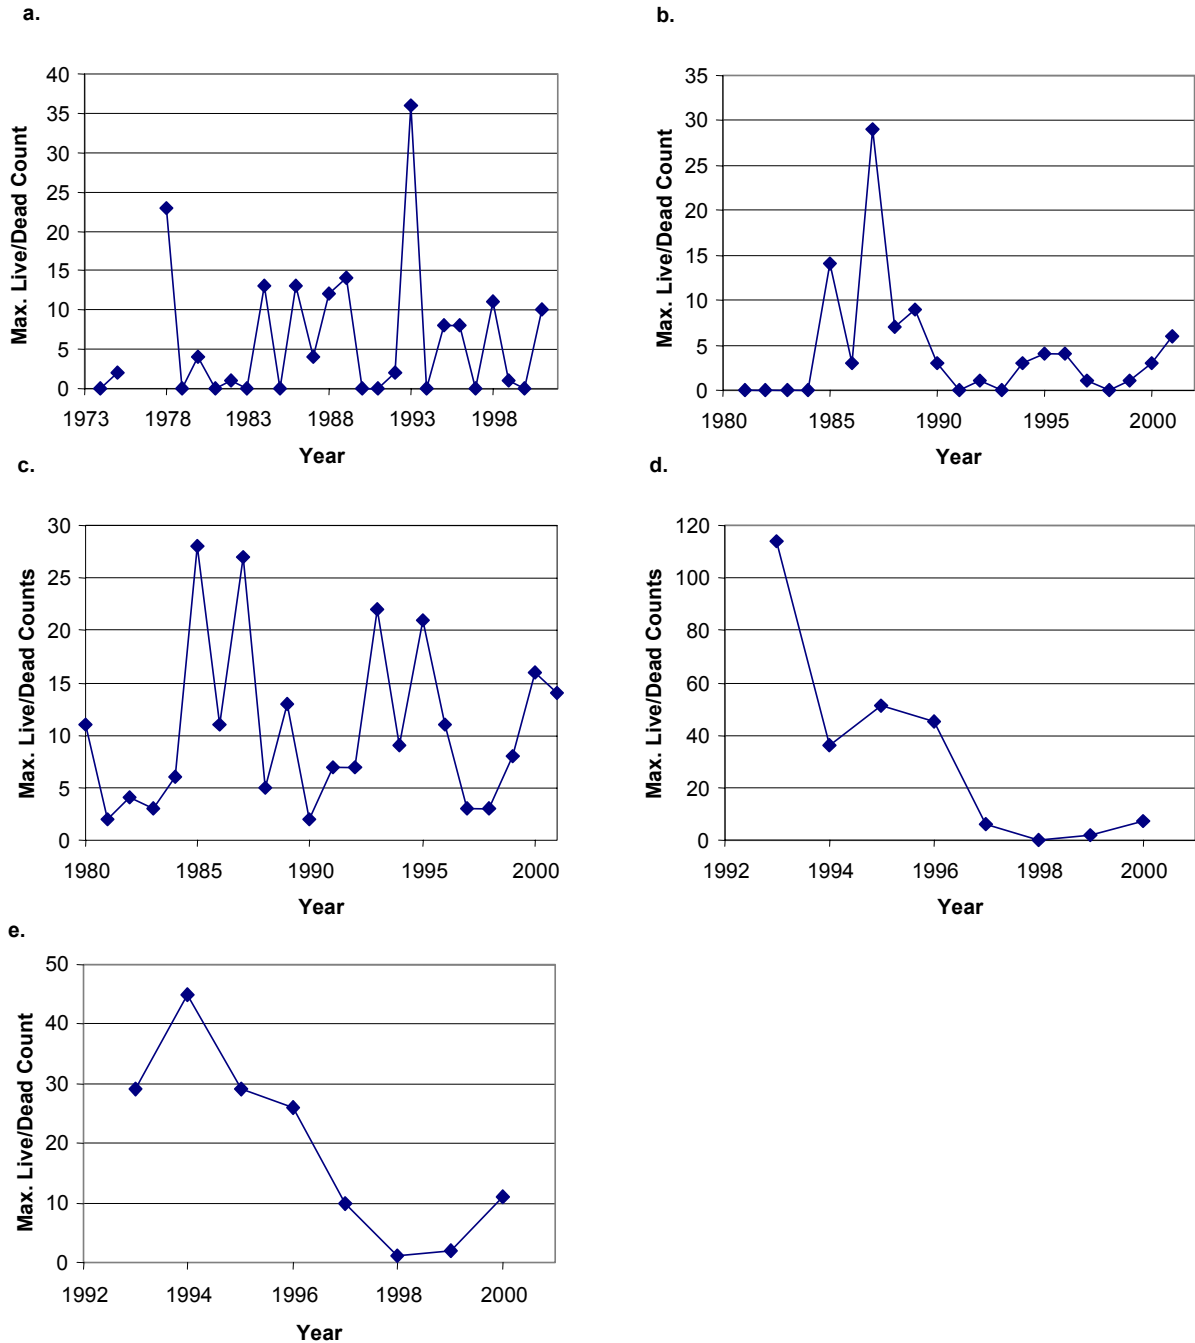 a.
40
35
30
25
20
15
10
5
0
Max. Live/Dead Count
1973 1978 1983 1988 1993 1998
Year
b.
35
30
25
20
15
10
5
0
Max. Live/Dead Count
1980 1985 1990 1995 2000
Year
c.
30
25
20
15
10
5
0
Max. Live/Dead Counts
1980 1985 1990 1995 2000
Year
d.
120
100
80
60
40
20
0
Max. Live/Dead Counts
1992 1994 1996 1998 2000
Year
e.
50
40
30
20
10
0
Max. Live/Dead Count
1992 1994 1996 1998 2000
Year